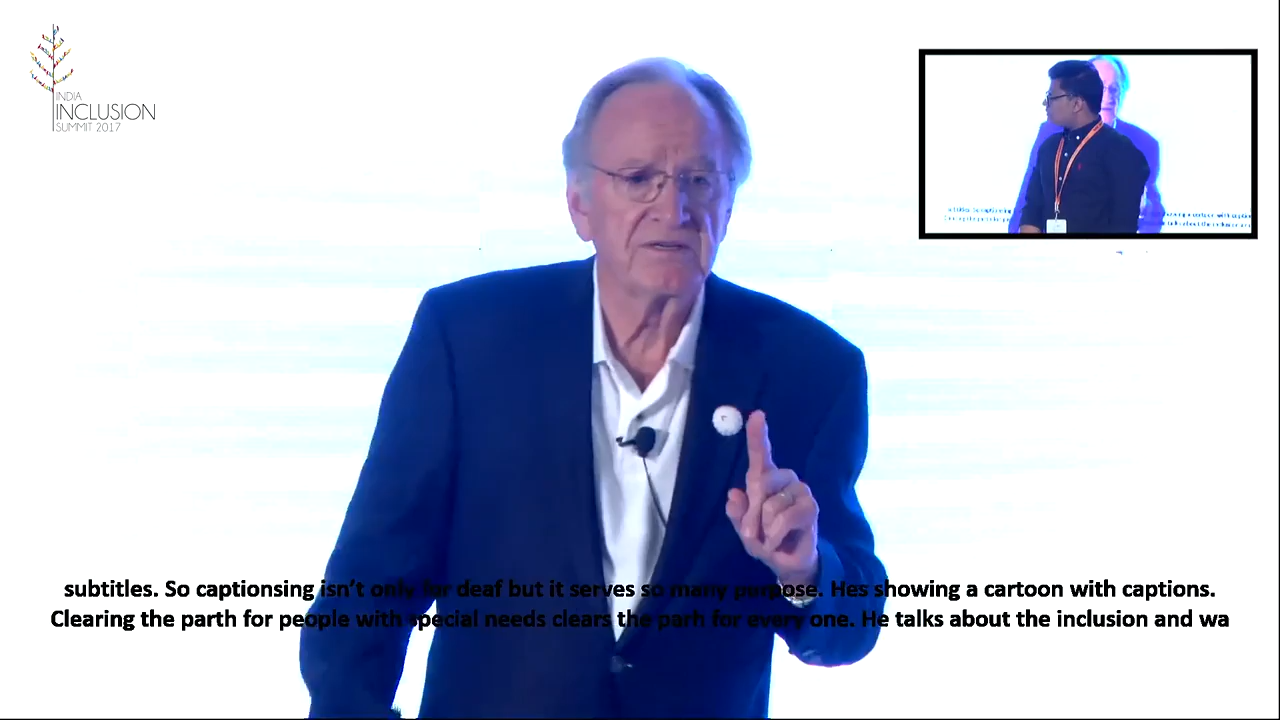 INDIA
INCLUSION
SUMMIT 2017
subtitles. So captionsing isn't only for deaf but it serves so many purpose. Hes showing a cartoon with captions.
Clearing the parth for people with special needs clears the parh for every one. He talks about the inclusion and wa